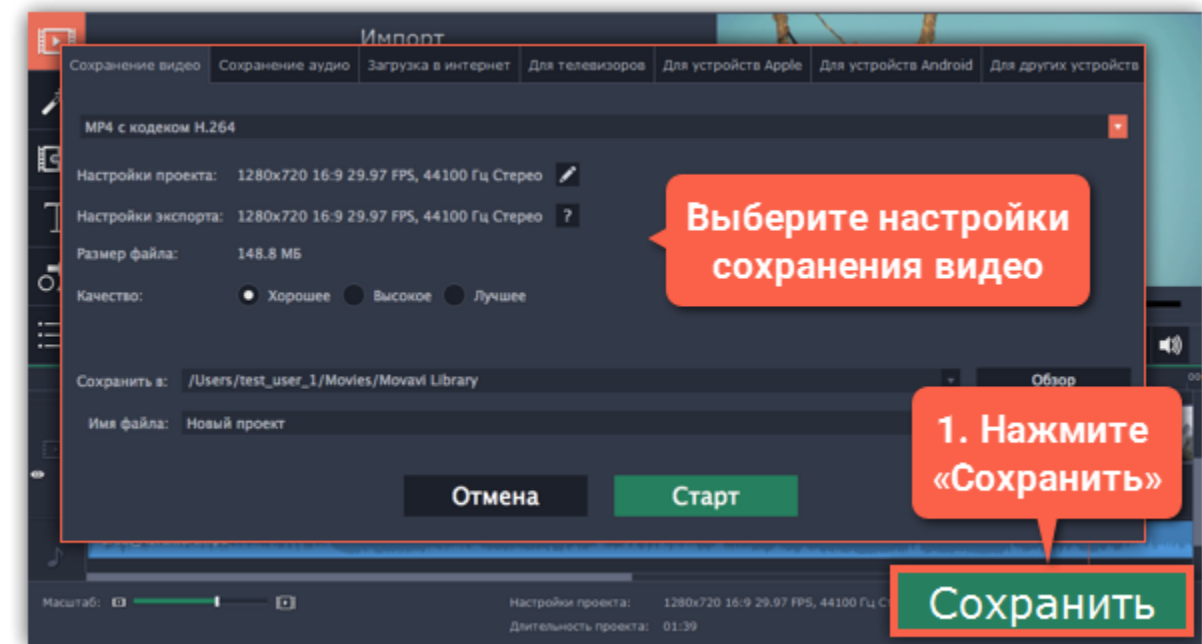 Импорт
Сохранение видео Сохранение аудио Загрузка в интернет Для телевизоров Для устройств Apple Для устройств Android Для других устройств
MP4 с кодеком H.264
Настройки проекта: 1280x720 16:9 29.97 FPS, 44100 Гц Стерео
Настройки экспорта: 1280x720 16:9 29.97 FPS, 44100 Гц Стерео ?
Размер файла: 148.8 МБ
Качество: Хорошее Высокое Лучшее
Выберите настройки
сохранения видео
Сохранить в: /Users/test_user_1/Movies/Movavi Library Обзор
Имя файла: Новый проект
1. Нажмите
«Сохранить»
Отмена Старт
Масштаб:
Настройки проекта: 1280x720 16:9 29.97 FPS, 44100 Гц
Длительность проекта: 01:39
Сохранить